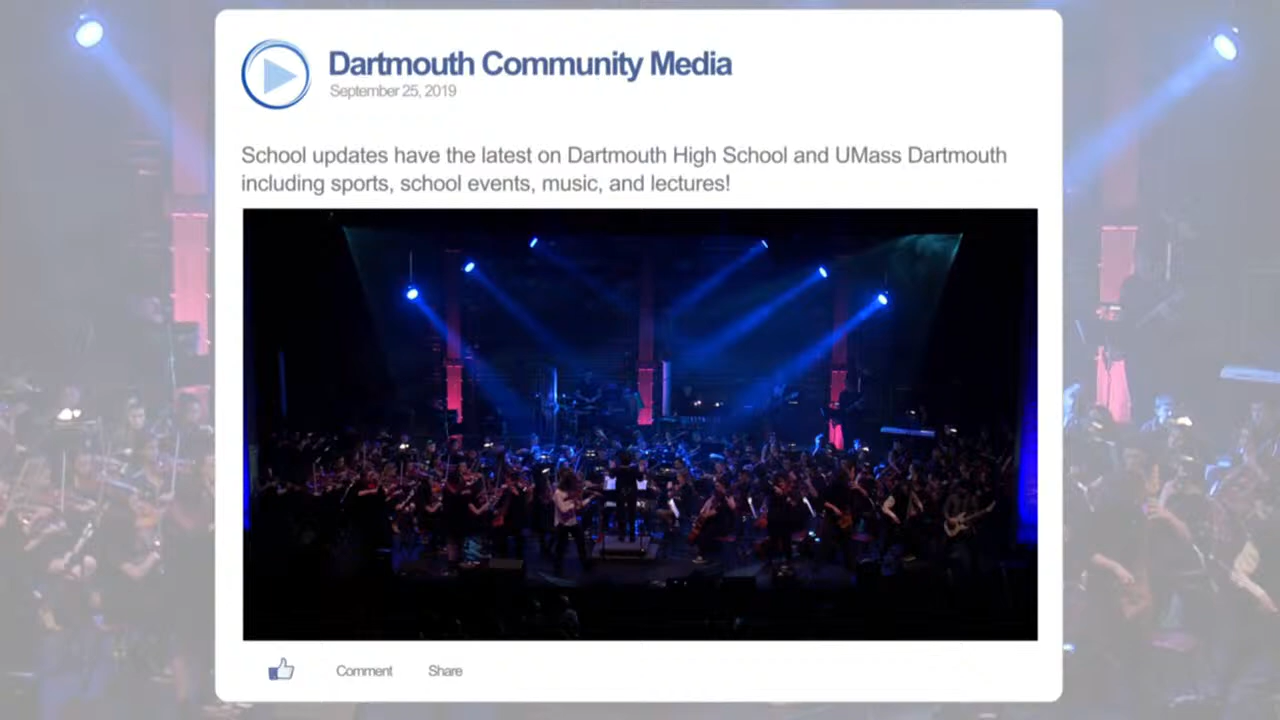 Dartmouth Community Media
September 25, 2019
School updates have the latest on Dartmouth High School and UMass Dartmouth
including sports, school events, music, and lectures!
Comment Share